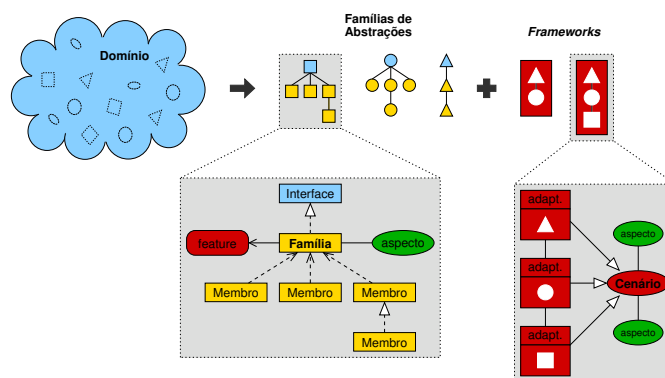 Famílias de
Abstrações
Frameworks
Domínio
Interface
feature
Família
aspecto
Membro
Membro
Membro
Membro
adapt.
adapt.
adapt.
aspecto
Cenário
aspecto